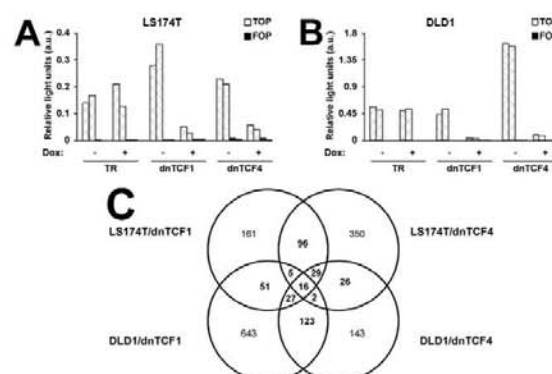 A
LS174T
Relative light units (a.u.)
0.4
0.3
0.2
0.1
0
TOP
FOP
Dox:
- + - + - +
TR dnTCF1 dnTCF4
B
DLD1
Relative light units (a.u.)
1.8
1.35
0.9
0.45
0
TOP
FOP
Dox:
- + - + - +
TR dnTCF1 dnTCF4
C
LS174T/dnTCF1
161
96
350
LS174T/dnTCF4
5 29
51 16 26
27 2
DLD1/dnTCF1
643
123
143
DLD1/dnTCF4